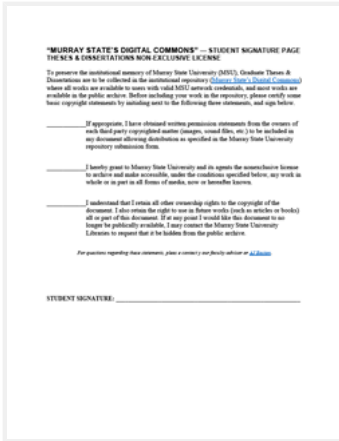 "MURRAY STATE'S DIGITAL COMMONS" — STUDENT SIGNATURE PAGE
THESES & DISSERTATIONS NON-EXCLUSIVE LICENSE
To preserve the institutional memory of Murray State University (MSU), Graduate Theses &
Dissertations are to be collected in the institutional repository (Murray State's Digital Commons)
where all works are available to users with valid MSU network credentials, and most works are
available in the public archive. Before including your work in the repository, please certify some
basic copyright statements by initialing next to the following three statements, and sign below.
____________If appropriate, I have obtained written permission statements from the owners of
each third party copyrighted matter (images, sound files, etc.) to be included in
my document allowing distribution as specified in the Murray State University
repository submission form.
____________I hereby grant to Murray State University and its agents the nonexclusive license
to archive and make accessible, under the conditions specified below, my work in
whole or in part in all forms of media, now or hereafter known.
____________I understand that I retain all other ownership rights to the copyright of the
document. I also retain the right to use in future works (such as articles or books)
all or part of this document. If at any point I would like this document to no
longer be publically available, I may contact the Murray State University
Libraries to request that it be hidden from the public archive.
For questions regarding these statements, please contact your faculty advisor or
STUDENT SIGNATURE: ____________________________________________